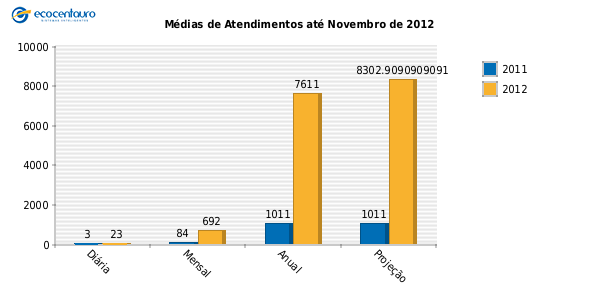 ecocentauro
Médias de Atendimentos até Novembro de 2012
10000
8000
6000
4000
2000
0
3
23
84
692
1011
7611
1011
8302.9090909091
Diária
Mensal
Anual
Projeção
2011
2012